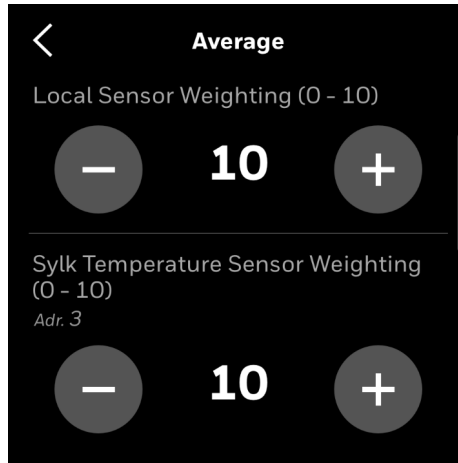 Average
Local Sensor Weighting (0 - 10)
10
Sylk Temperature Sensor Weighting
(0 - 10)
Adr. 3
10